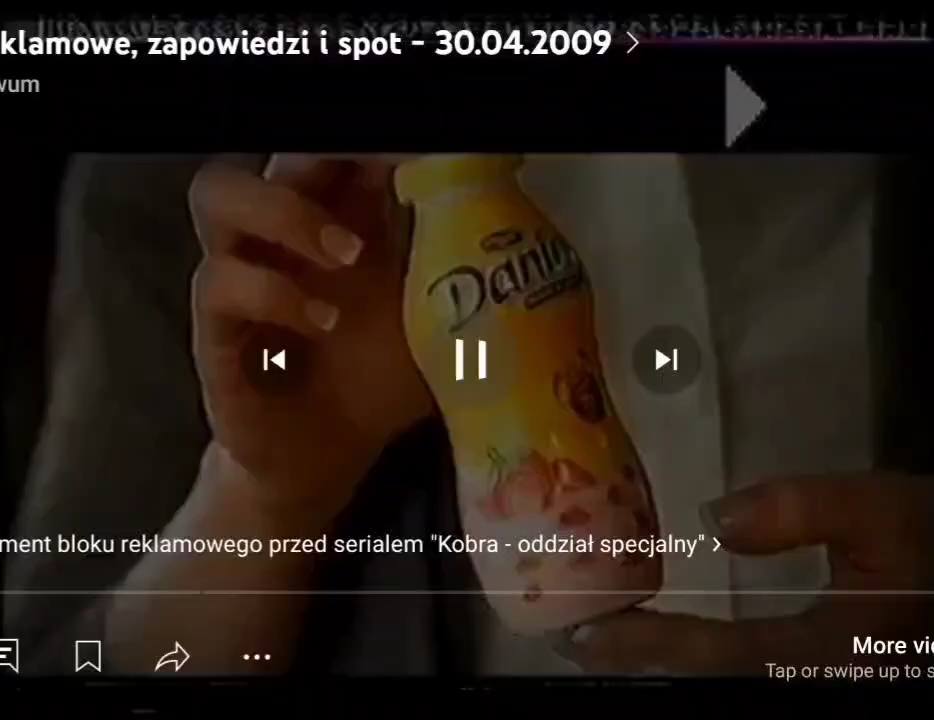 klamowe, zapowiedzi i spot - 30.04.2009
wum
Danio
ment bloku reklamowego przed serialem "Kobra - oddział specjalny"
More vid
Tap or swipe up to s